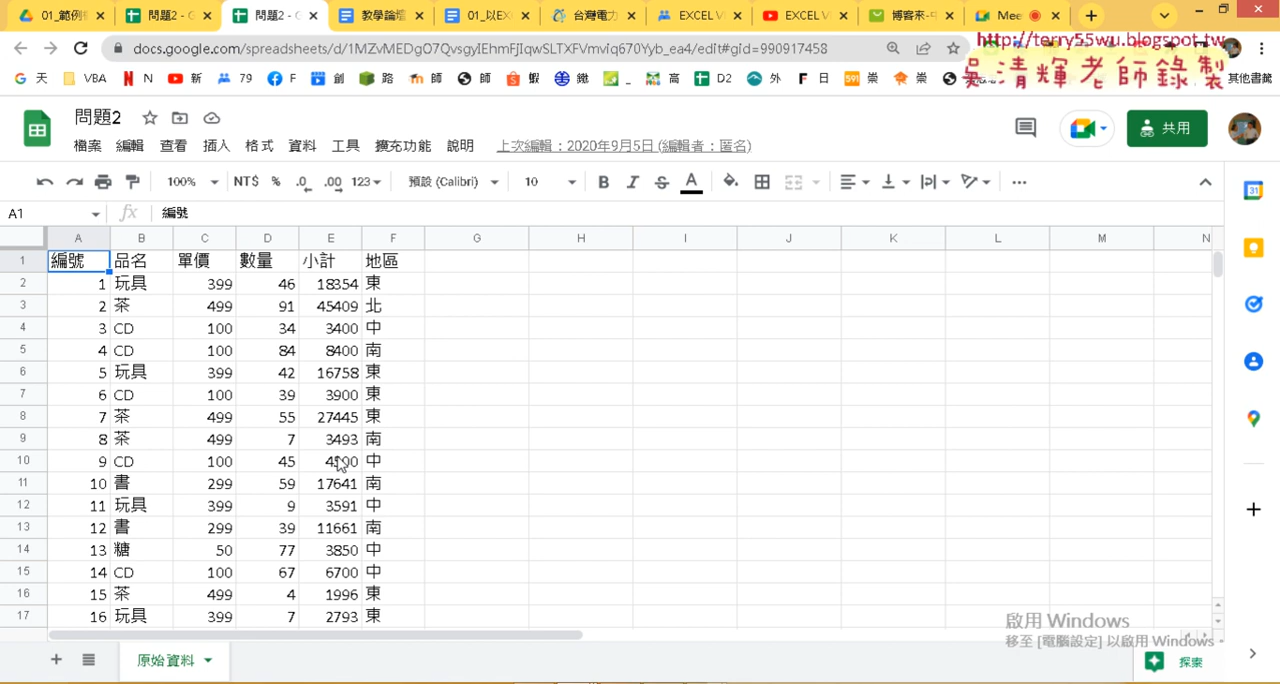 01_範例
問題2 - G
問題2 - G
教學論壇
01_以EX
台灣電力
EXCEL V
EXCEL V
博客來-中
Mee
docs.google.com/spreadsheets/d/1MZvMEDgO7QvsgyIEhmFJIqwSLTXFVmviq670Yyb_ea4/edit#gid=990917458
http://terry55wu.blogspot.tw
吳清輝老師錄製
天 VBA N 新 79 F 創 路 師 師 蝦 緯 高 D2 外 日 崇 崇 其他書籤
問題2
檔案 編輯 查看 插入 格式 資料 工具 擴充功能 說明 上次編輯：2020年9月5日 (編輯者：匿名)
共用
100% NT$ % .0 .00 123 預設 (Calibri) 10 B I S A
A1 fx 編號
A B C D E F G H I J K L M N
1 編號 品名 單價 數量 小計 地區
2 1 玩具 399 46 18354 東
3 2 茶 499 91 45409 北
4 3 CD 100 34 3400 中
5 4 CD 100 84 8400 南
6 5 玩具 399 42 16758 東
7 6 CD 100 39 3900 東
8 7 茶 499 55 27445 東
9 8 茶 499 7 3493 南
10 9 CD 100 45 4500 中
11 10 書 299 59 17641 南
12 11 玩具 399 9 3591 中
13 12 書 299 39 11661 南
14 13 糖 50 77 3850 中
15 14 CD 100 67 6700 中
16 15 茶 499 4 1996 東
17 16 玩具 399 7 2793 東
啟用 Windows
移至 [電腦設定] 以啟用 Windows。
原始資料
探索